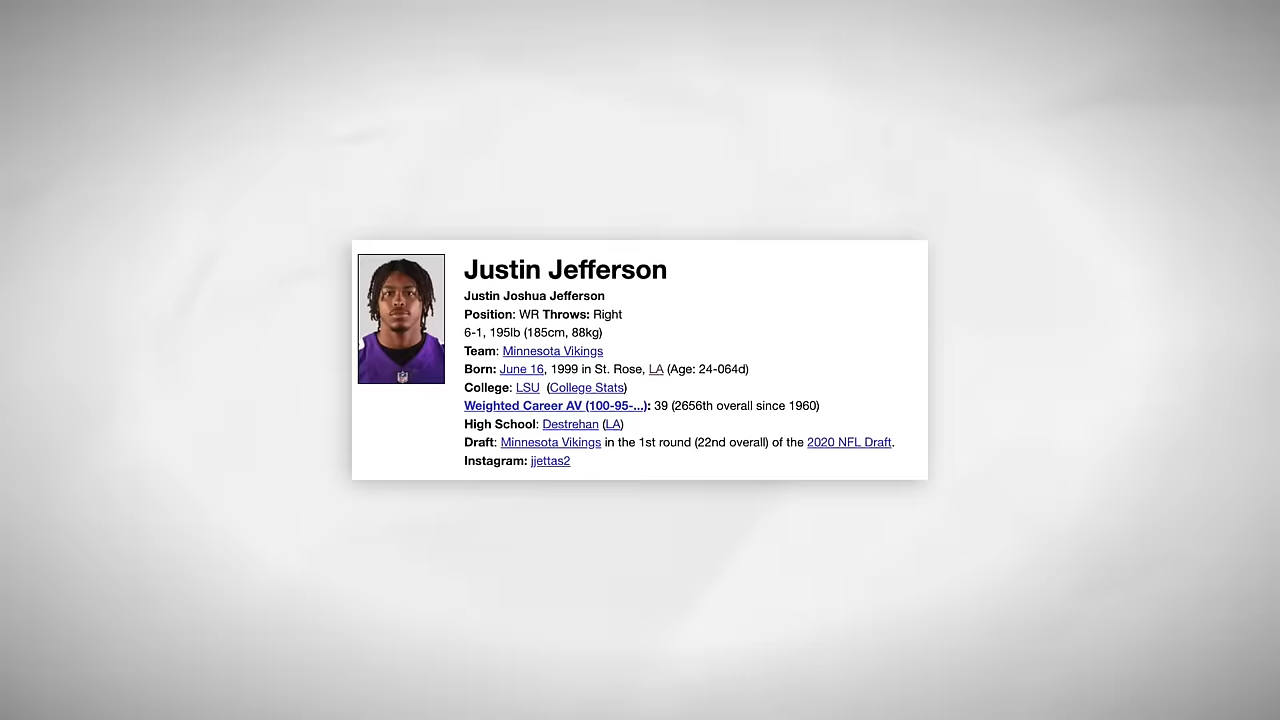 Justin Jefferson
Justin Joshua Jefferson
Position: WR Throws: Right
6-1, 195lb (185cm, 88kg)
Team: Minnesota Vikings
Born: June 16, 1999 in St. Rose, LA (Age: 24-064d)
College: LSU (College Stats)
Weighted Career AV (100-95-...): 39 (2656th overall since 1960)
High School: Destrehan (LA)
Draft: Minnesota Vikings in the 1st round (22nd overall) of the 2020 NFL Draft.
Instagram: jjettas2